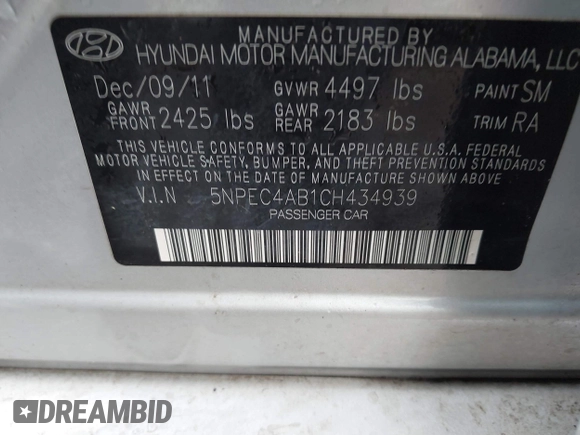 MANUFACTURED BY
HYUNDAI MOTOR MANUFACTURING ALABAMA, LLC
Dec/09/11 GVWR 4497 lbs PAINT SM
GAWR FRONT 2425 lbs GAWR REAR 2183 lbs TRIM RA
THIS VEHICLE CONFORMS TO ALL APPLICABLE U.S.A. FEDERAL
MOTOR VEHICLE SAFETY, BUMPER, AND THEFT PREVENTION STANDARDS
IN EFFECT ON THE DATE OF MANUFACTURE SHOWN ABOVE.
V.I.N 5NPEC4AB1CH434939
PASSENGER CAR
DREAMBID